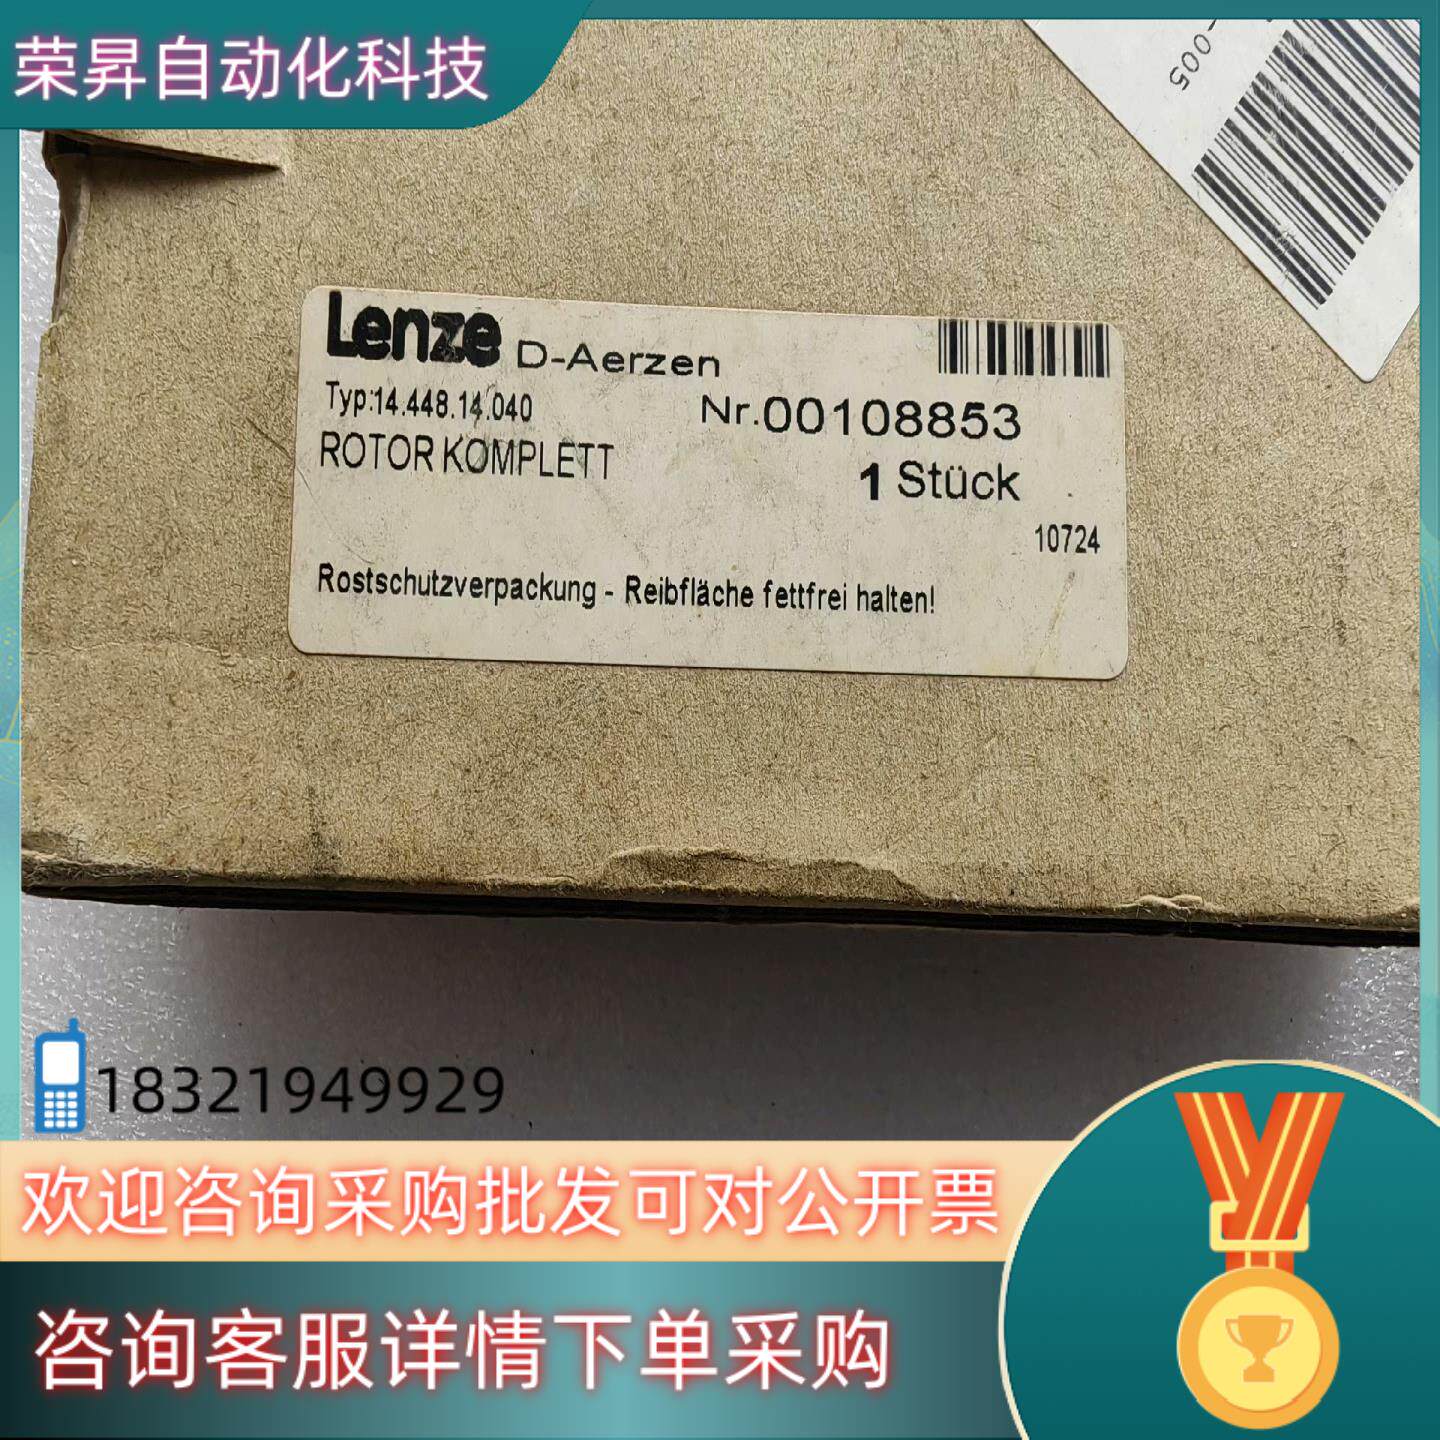 荣昇自动化科技
-005
Lenze D-Aerzen
Typ:14.448.14.040
Nr.00108853
ROTOR KOMPLETT
1 Stück
10724
Rostschutzverpackung - Reibfläche fettfrei halten!
18321949929
欢迎咨询采购批发可对公开票
咨询客服详情下单采购